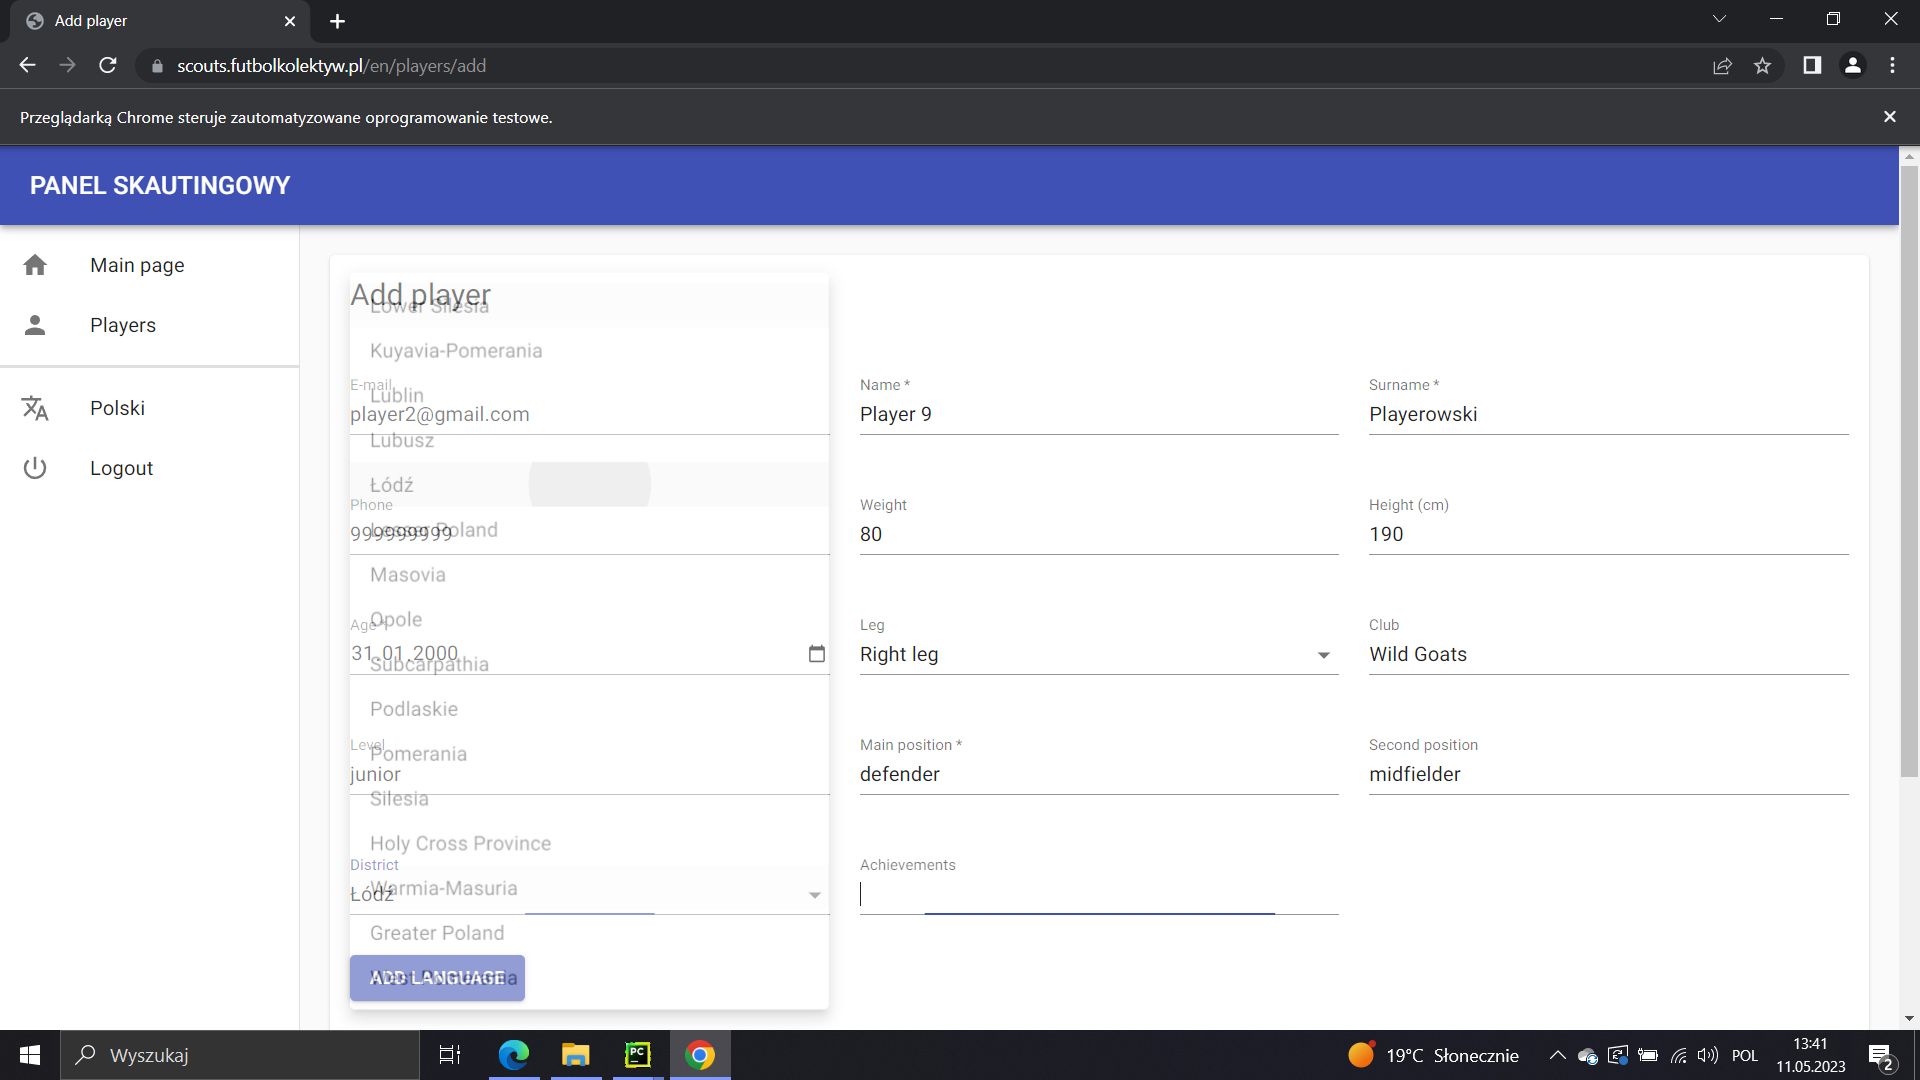 Add player
scouts.futbolkolektyw.pl/en/players/add
Przeglądarką Chrome steruje zautomatyzowane oprogramowanie testowe.
PANEL SKAUTINGOWY
Main page
Players
Polski
Logout
Add player
Lower Silesia
Kuyavia-Pomerania
E-mail
Name *
Surname *
Lublin
player2@gmail.com
Player 9
Playerowski
Lubusz
Łódź
Phone
Weight
Height (cm)
Lesser Poland
999999999
80
190
Masovia
Opole
Age *
Leg
Club
31.01.2000
Right leg
Wild Goats
Subcarpathia
Podlaskie
Level
Main position *
Second position
Pomerania
junior
defender
midfielder
Silesia
Holy Cross Province
District
Achievements
Warmia-Masuria
Łódź
Greater Poland
West Pomerania
ADD LANGUAGE
Wyszukaj
PC
19°C Słonecznie
POL
13:41
11.05.2023
2